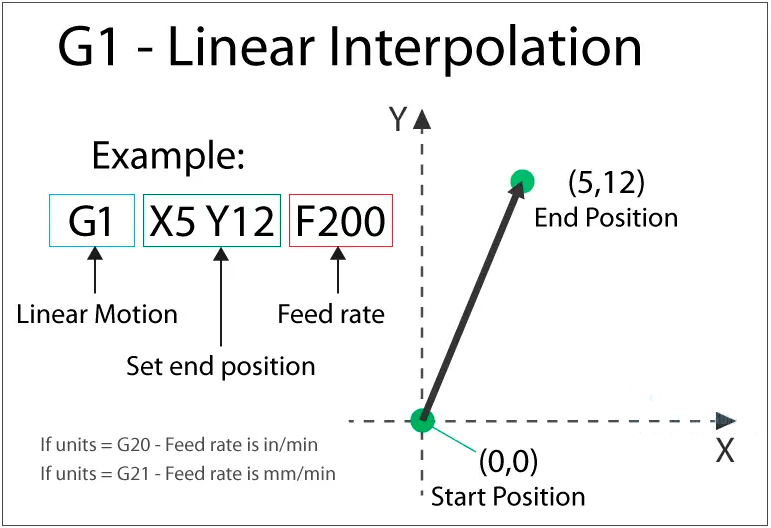 G1 - Linear Interpolation
Example:
G1 X5 Y12 F200
Linear Motion
Feed rate
Set end position
If units = G20 - Feed rate is in/min
If units = G21 - Feed rate is mm/min
Y
(5,12)
End Position
X
(0,0)
Start Position